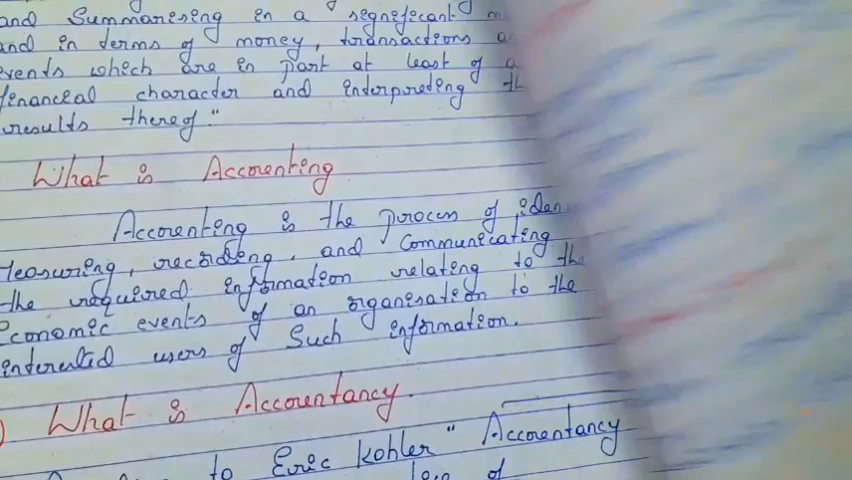 and Summarising in a significant
and in terms of money, transactions
events which are in part at least of a
financial character and interpreting
results thereof"
What is Accounting
Accounting is the process of
Measuring, recording, and Communicating
the required information relating to the
economic events of an organisation to the
interested users of Such information.
What is Accountancy
to Eric Kohler "Accountancy
of